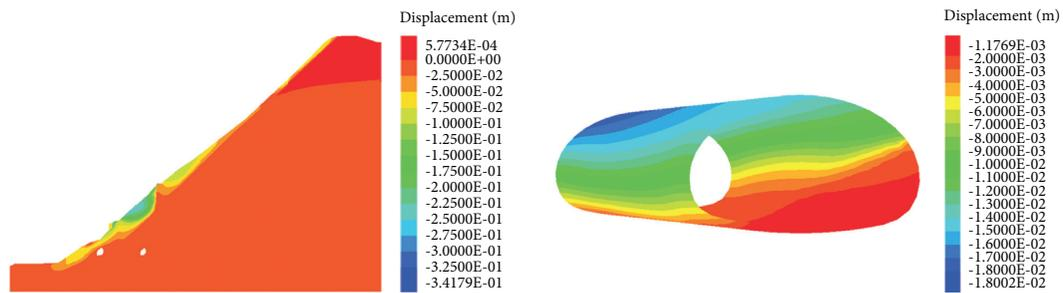 Displacement (m)
5.7734E-04
0.0000E+00
-2.5000E-02
-5.0000E-02
-7.5000E-02
-1.0000E-01
-1.2500E-01
-1.5000E-01
-1.7500E-01
-2.0000E-01
-2.2500E-01
-2.5000E-01
-2.7500E-01
-3.0000E-01
-3.2500E-01
-3.4179E-01
Displacement (m)
-1.1769E-03
-2.0000E-03
-3.0000E-03
-4.0000E-03
-5.0000E-03
-6.0000E-03
-7.0000E-03
-8.0000E-03
-9.0000E-03
-1.0000E-02
-1.1000E-02
-1.2000E-02
-1.3000E-02
-1.4000E-02
-1.5000E-02
-1.6000E-02
-1.7000E-02
-1.8000E-02
-1.8002E-02